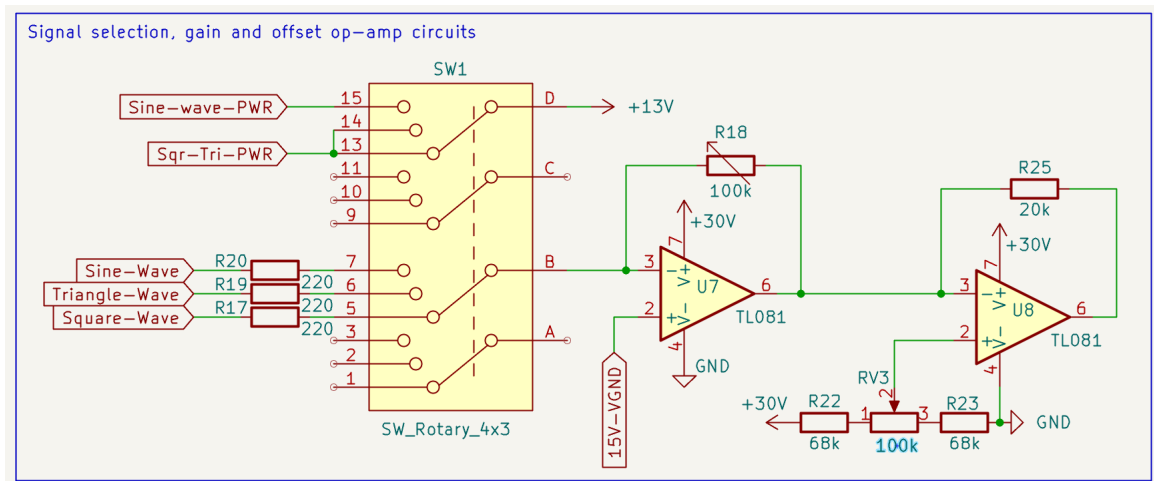 Signal selection, gain and offset op-amp circuits
SW1
Sine-wave-PWR
15
D
+13V
14
Sqr-Tri-PWR
13
11
C
10
9
R18
100k
R25
20k
+30V
7
+30V
7
Sine-Wave
R20
220
7
B
3
-
V+
U7
6
TL081
Triangle-Wave
R19
220
6
3
-
V+
U8
6
TL081
Square-Wave
R17
220
5
2
+
V-
4
GND
3
A
2
+
V-
4
2
1
15V-VGND
RV3
2
+30V
R22
68k
1
100k
3
R23
68k
GND
SW_Rotary_4x3